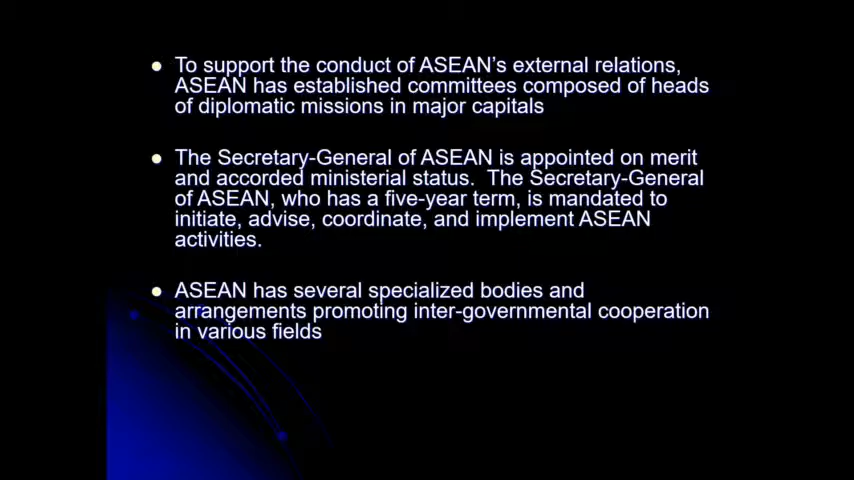 To support the conduct of ASEAN's external relations,
ASEAN has established committees composed of heads
of diplomatic missions in major capitals
The Secretary-General of ASEAN is appointed on merit
and accorded ministerial status.  The Secretary-General
of ASEAN, who has a five-year term, is mandated to
initiate, advise, coordinate, and implement ASEAN
activities.
ASEAN has several specialized bodies and
arrangements promoting inter-governmental cooperation
in various fields